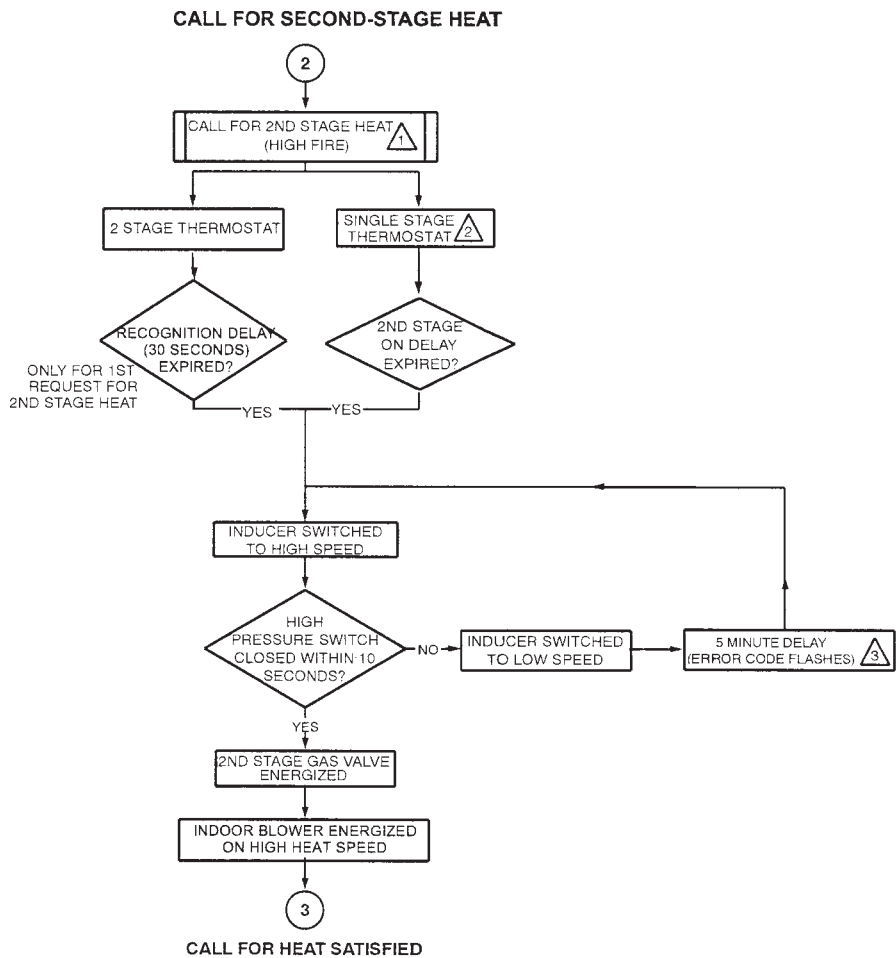 CALL FOR SECOND-STAGE HEAT
2
CALL FOR 2ND STAGE HEAT
(HIGH FIRE)
1
2 STAGE THERMOSTAT
SINGLE STAGE
THERMOSTAT
2
RECOGNITION DELAY
(30 SECONDS)
EXPIRED?
2ND STAGE
ON DELAY
EXPIRED?
ONLY FOR 1ST
REQUEST FOR
2ND STAGE HEAT
YES
YES
INDUCER SWITCHED
TO HIGH SPEED
HIGH
PRESSURE SWITCH
CLOSED WITHIN 10
SECONDS?
NO
INDUCER SWITCHED
TO LOW SPEED
5 MINUTE DELAY
(ERROR CODE FLASHES)
3
YES
2ND STAGE GAS VALVE
ENERGIZED
INDOOR BLOWER ENERGIZED
ON HIGH HEAT SPEED
3
CALL FOR HEAT SATISFIED